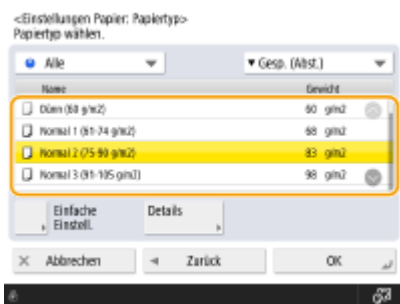 <Einstellungen Papier: Papiertyp>
Papiertyp wählen.
Alle ▼ Gesp. (Abst.)
Name Gewicht
Dünn (60 g/m2) 60 g/m2
Normal 1 (61-74 g/m2) 68 g/m2
Normal 2 (75-90 g/m2) 83 g/m2
Normal 3 (91-105 g/m2) 98 g/m2
Einfache Details
Einstell.
Abbrechen Zurück OK